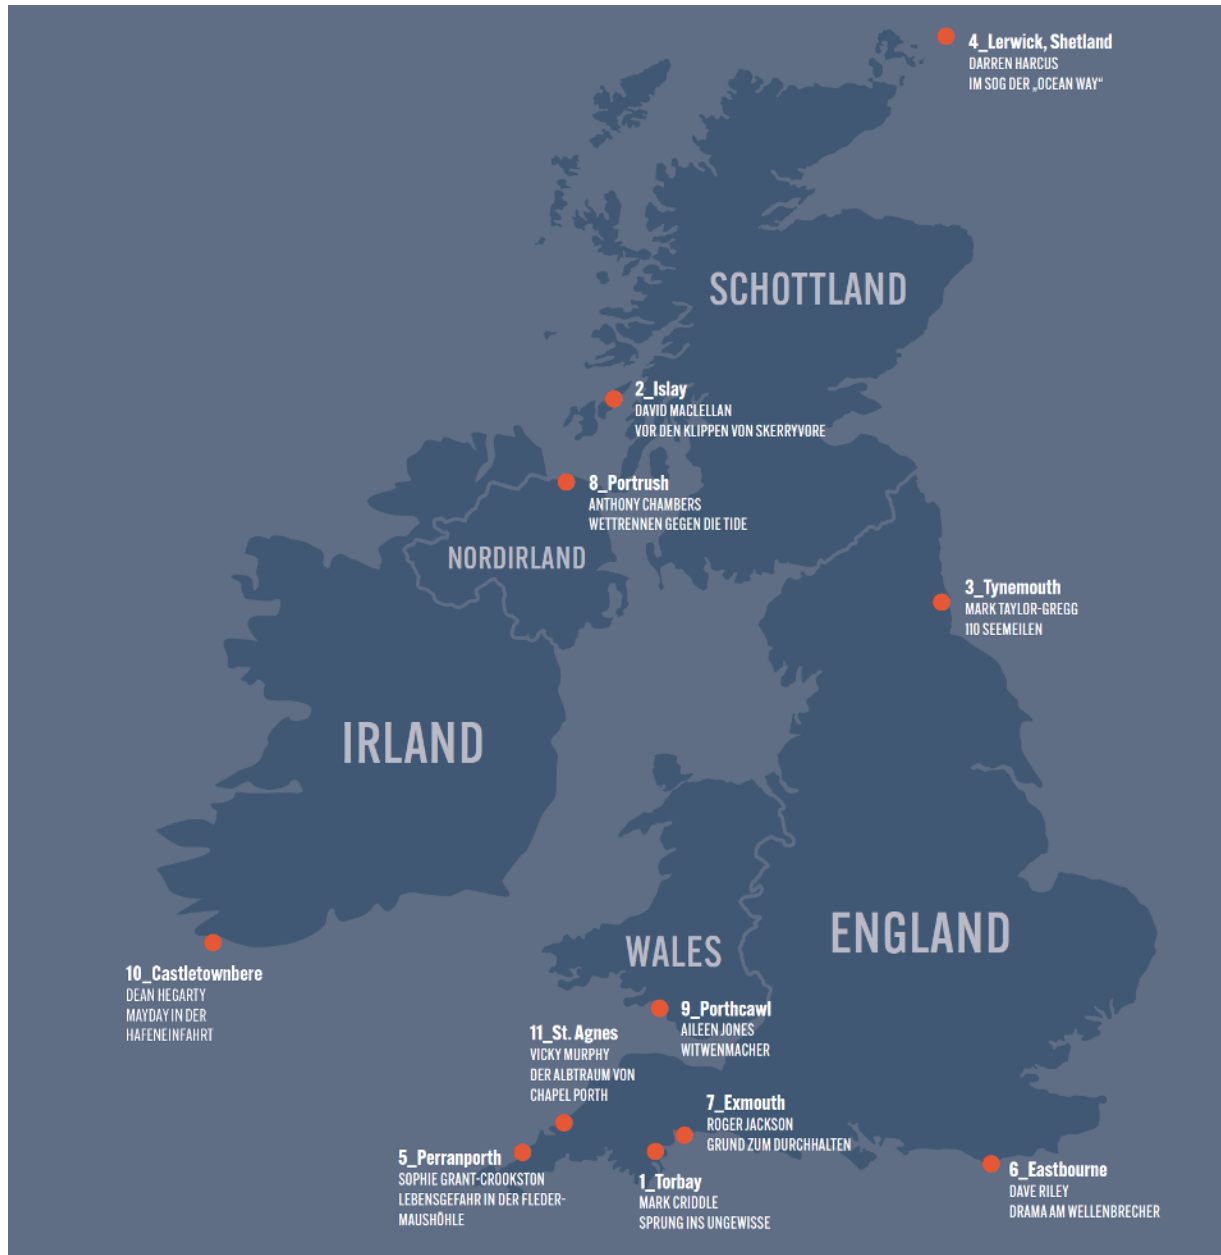 4_Lerwick, Shetland
DARREN HARCUS
IM SOG DER „OCEAN WAY“
SCHOTTLAND
2_Islay
DAVID MACLELLAN
VOR DEN KLIPPEN VON SKERRYVORE
8_Portrush
ANTHONY CHAMBERS
WETTRENNEN GEGEN DIE TIDE
NORDIRLAND
3_Tynemouth
MARK TAYLOR-GREGG
110 SEEMEILEN
IRLAND
ENGLAND
WALES
10_Castletownbere
DEAN HEGARTY
MAYDAY IN DER
HAFENEINFAHRT
9_Porthcawl
AILEEN JONES
WITWENMACHER
11_St. Agnes
VICKY MURPHY
DER ALBTRAUM VON
CHAPEL PORTH
7_Exmouth
ROGER JACKSON
GRUND ZUM DURCHHALTEN
5_Perranporth
SOPHIE GRANT-CROOKSTON
LEBENSGEFAHR IN DER FLEDER-
MAUSHÖHLE
1_Torbay
MARK CRIDDLE
SPRUNG INS UNGEWISSE
6_Eastbourne
DAVE RILEY
DRAMA AM WELLENBRECHER